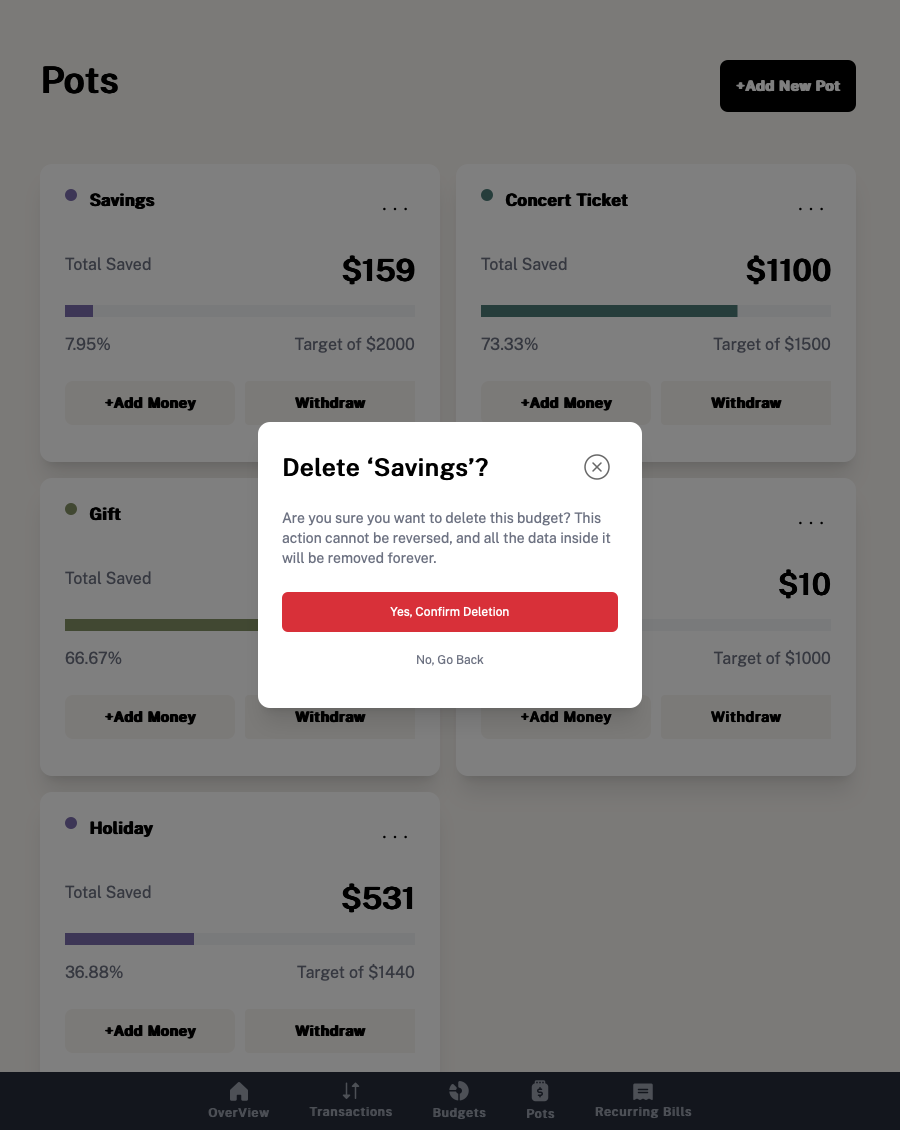 Pots
+Add New Pot
Savings
...
Total Saved
$159
7.95%
Target of $2000
+Add Money
Withdraw
Concert Ticket
...
Total Saved
$1100
73.33%
Target of $1500
+Add Money
Withdraw
Delete ‘Savings’?
Are you sure you want to delete this budget? This
action cannot be reversed, and all the data inside it
will be removed forever.
Yes, Confirm Deletion
No, Go Back
Gift
Total Saved
66.67%
+Add Money
Withdraw
...
$10
Target of $1000
+Add Money
Withdraw
Holiday
...
Total Saved
$531
36.88%
Target of $1440
+Add Money
Withdraw
OverView
Transactions
Budgets
Pots
Recurring Bills